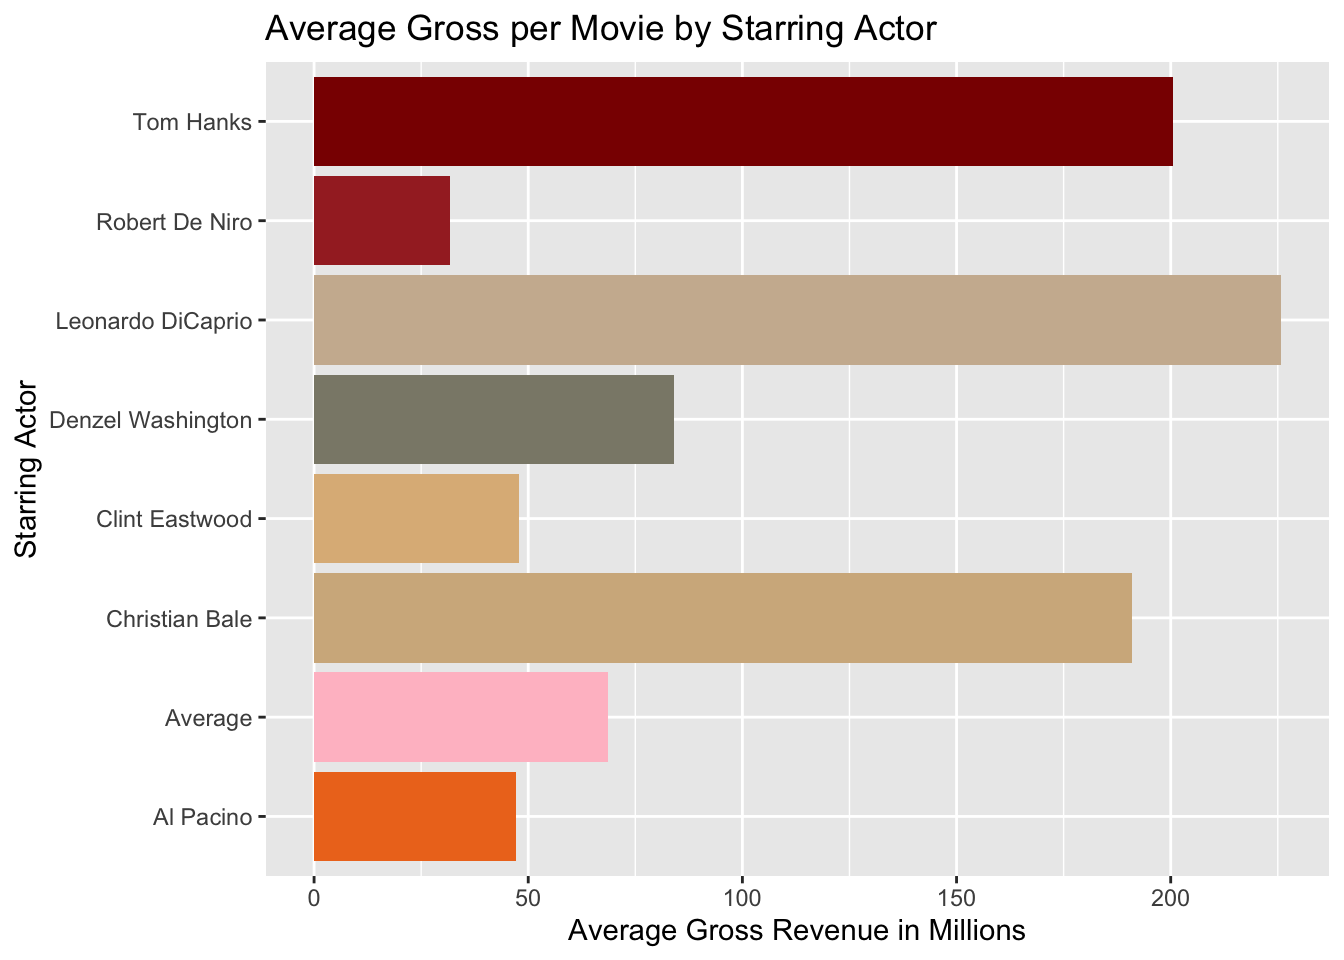 Average Gross per Movie by Starring Actor
Starring Actor
Tom Hanks
Robert De Niro
Leonardo DiCaprio
Denzel Washington
Clint Eastwood
Christian Bale
Average
Al Pacino
0 50 100 150 200
Average Gross Revenue in Millions